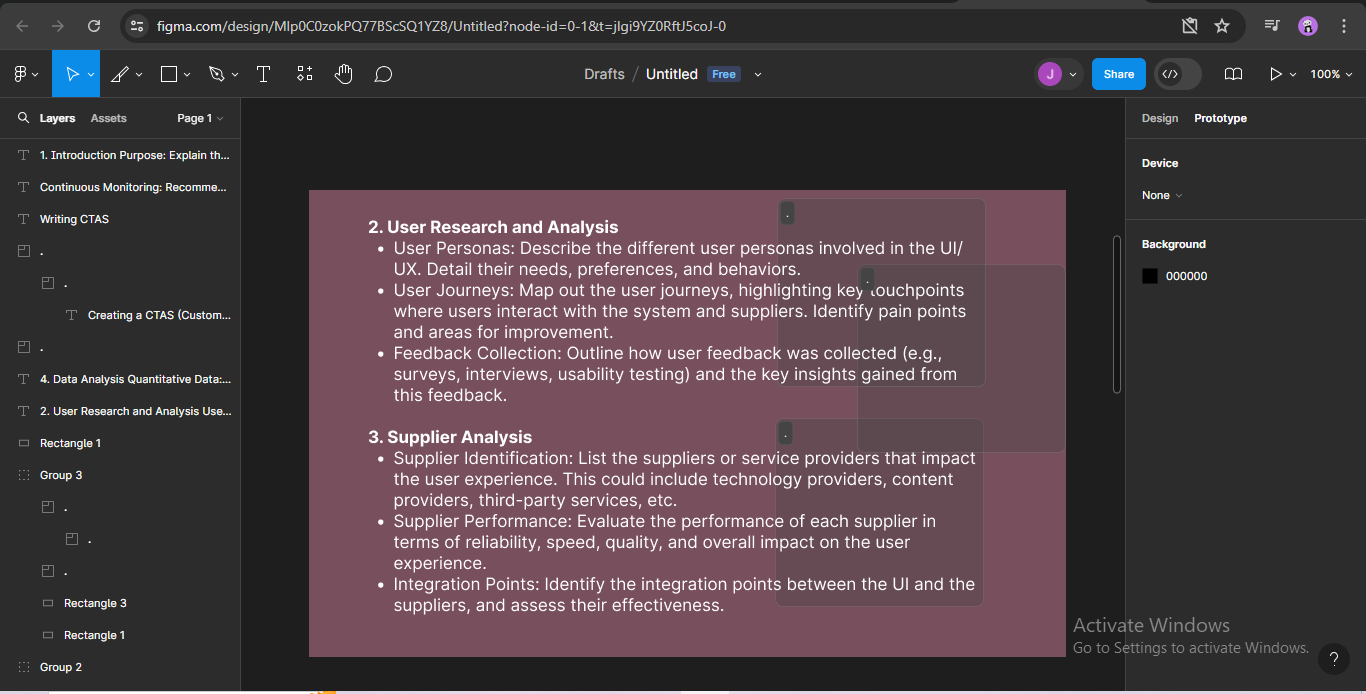 figma.com/design/Mlp0C0zokPQ77BScSQ1YZ8/Untitled?node-id=0-1&t=jlgi9YZ0RftJ5coJ-0
Drafts / Untitled Free
J
Share
100%
Layers Assets Page 1
1. Introduction Purpose: Explain th...
Continuous Monitoring: Recomme...
Writing CTAS
.
.
Creating a CTAS (Custom...
.
4. Data Analysis Quantitative Data:...
2. User Research and Analysis Use...
Rectangle 1
Group 3
.
.
.
Rectangle 3
Rectangle 1
Group 2
2. User Research and Analysis
• User Personas: Describe the different user personas involved in the UI/
UX. Detail their needs, preferences, and behaviors.
• User Journeys: Map out the user journeys, highlighting key touchpoints
where users interact with the system and suppliers. Identify pain points
and areas for improvement.
• Feedback Collection: Outline how user feedback was collected (e.g.,
surveys, interviews, usability testing) and the key insights gained from
this feedback.
3. Supplier Analysis
• Supplier Identification: List the suppliers or service providers that impact
the user experience. This could include technology providers, content
providers, third-party services, etc.
• Supplier Performance: Evaluate the performance of each supplier in
terms of reliability, speed, quality, and overall impact on the user
experience.
• Integration Points: Identify the integration points between the UI and the
suppliers, and assess their effectiveness.
.
.
.
Design Prototype
Device
None
Background
000000
Activate Windows
Go to Settings to activate Windows.
?